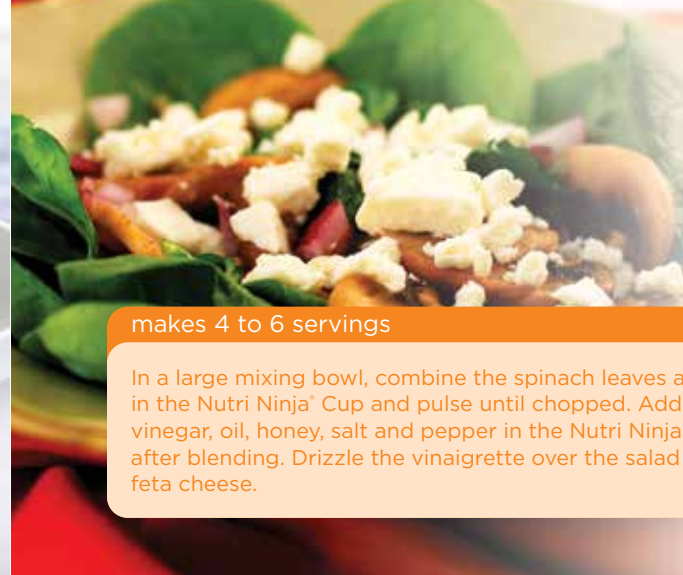 makes 4 to 6 servings
In a large mixing bowl, combine the spinach leaves
in the Nutri Ninja® Cup and pulse until chopped. Add
vinegar, oil, honey, salt and pepper in the Nutri Ninja
after blending. Drizzle the vinaigrette over the salad
feta cheese.